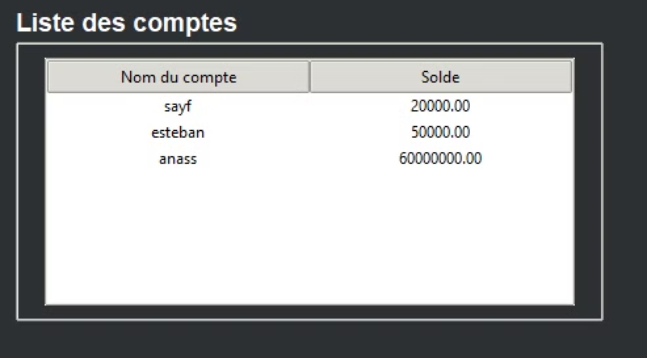 Liste des comptes
Nom du compte Solde
sayf 20000.00
esteban 50000.00
anass 60000000.00